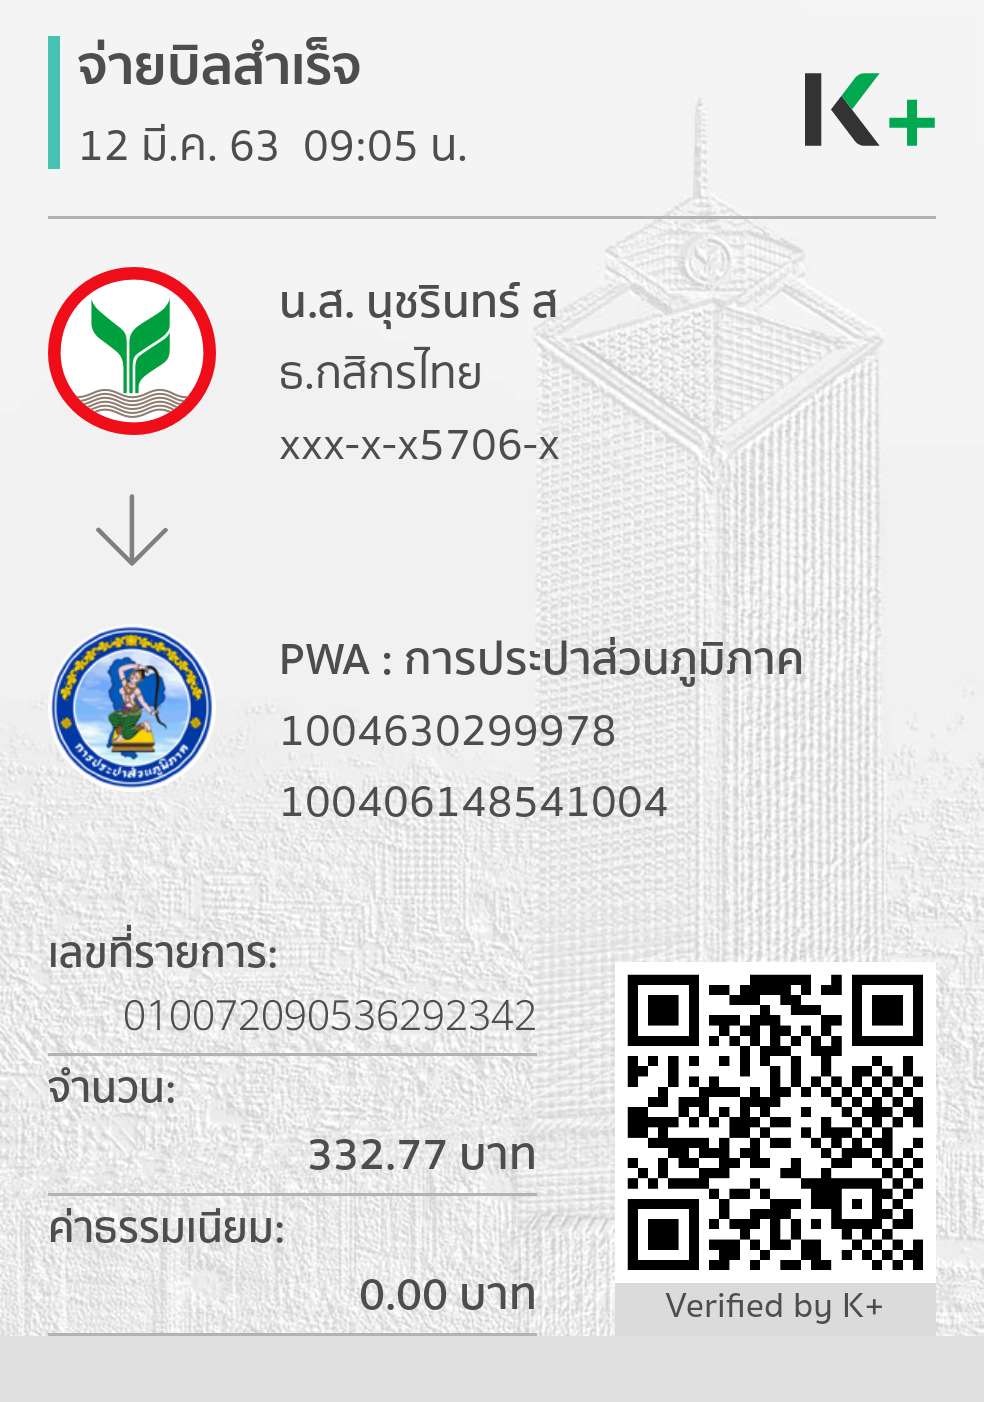 จ่ายบิลสำเร็จ
12 มี.ค. 63 09:05 น.
K+
น.ส. นุชรินทร์ ส
ธ.กสิกรไทย
xxx-x-x5706-x
PWA : การประปาส่วนภูมิภาค
1004630299978
100406148541004
การประปาส่วนภูมิภาค
เลขที่รายการ:
010072090536292342
จำนวน:
332.77 บาท
ค่าธรรมเนียม:
0.00 บาท
Verified by K+